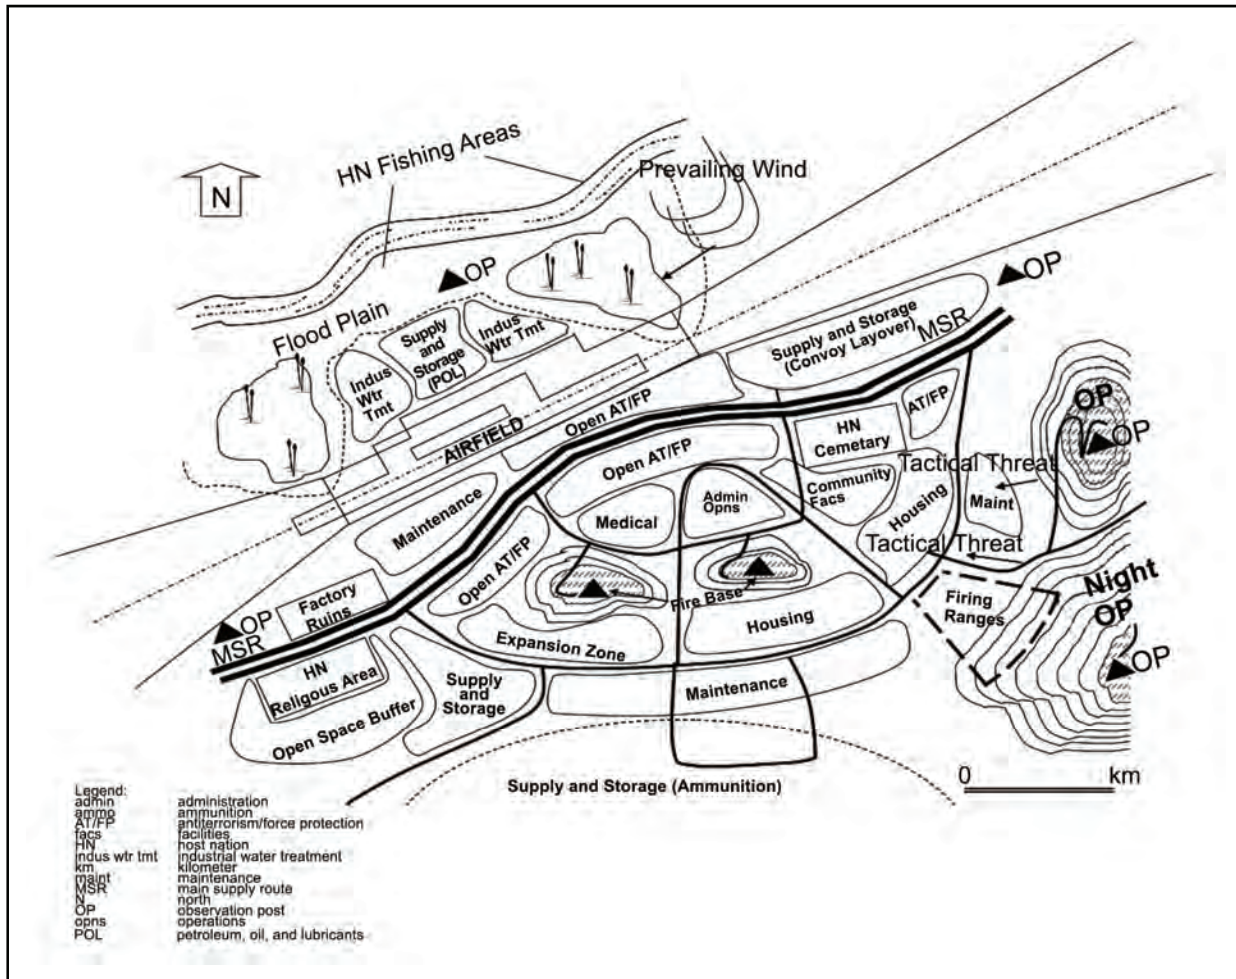 HN Fishing Areas
Prevailing Wind
N
OP
OP
Flood Plain
Indus
Wtr Tmt
Supply
and
Storage
(POL)
Indus
Wtr
Tmt
Supply and Storage
(Convoy Layover)
MSR
AIRFIELD
Open AT/FP
Open AT/FP
HN
Cemetary
AT/FP
OP
OP
Tactical Threat
Community
Facs
Housing
Maint
Maintenance
Medical
Admin
Opns
Tactical Threat
Open AT/FP
Fire Base
Night
OP
Firing
Ranges
Factory
Ruins
OP
MSR
Expansion Zone
Housing
OP
HN
Religous Area
Supply
and
Storage
Open Space Buffer
Maintenance
Supply and Storage (Ammunition)
0 km
Legend:
admin administration
ammo ammunition
AT/FP antiterrorism/force protection
facs facilities
HN host nation
indus wtr tmt industrial water treatment
km kilometer
maint maintenance
MSR main supply route
N north
OP observation post
opns operations
POL petroleum, oil, and lubricants